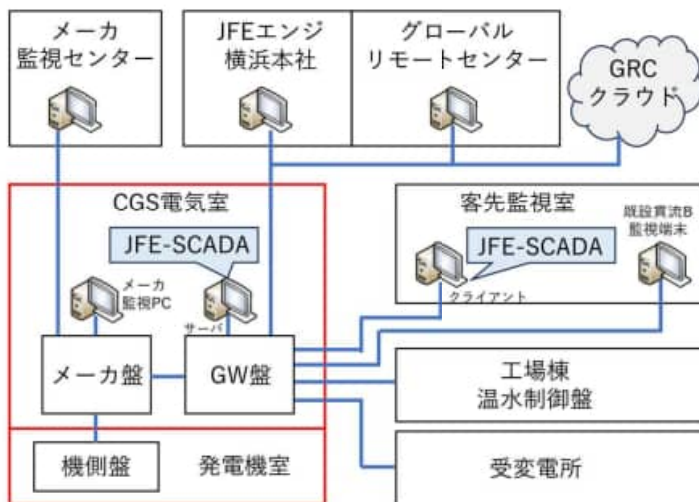 メーカ
監視センター
JFEエンジ
横浜本社
グローバル
リモートセンター
GRC
クラウド
CGS電気室
JFE-SCADA
メーカ
監視PC
サーバ
メーカ盤
GW盤
機側盤
発電機室
客先監視室
既設貫流B
監視端末
JFE-SCADA
クライアント
工場棟
温水制御盤
受変電所